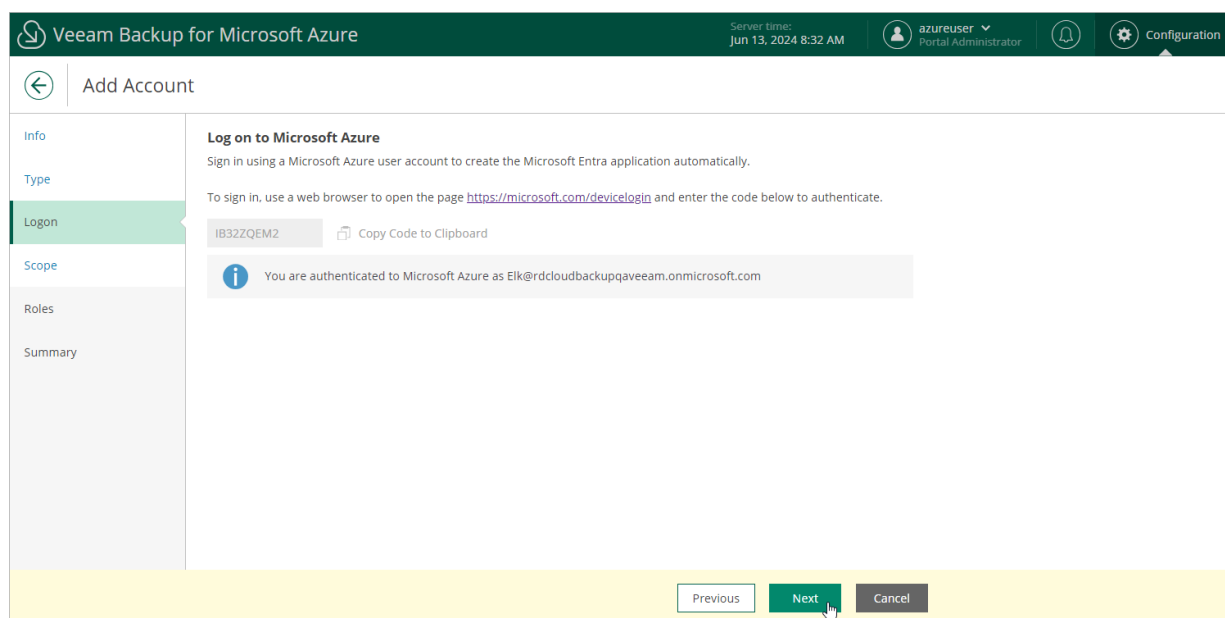 Veeam Backup for Microsoft Azure
Server time:
Jun 13, 2024 8:32 AM
azureuser
Portal Administrator
Configuration
Add Account
Info
Type
Logon
Scope
Roles
Summary
Log on to Microsoft Azure
Sign in using a Microsoft Azure user account to create the Microsoft Entra application automatically.
To sign in, use a web browser to open the page https://microsoft.com/devicelogin and enter the code below to authenticate.
IB32ZQEM2 Copy Code to Clipboard
You are authenticated to Microsoft Azure as Elk@rdcloudbackupqaveeam.onmicrosoft.com
Previous Next Cancel